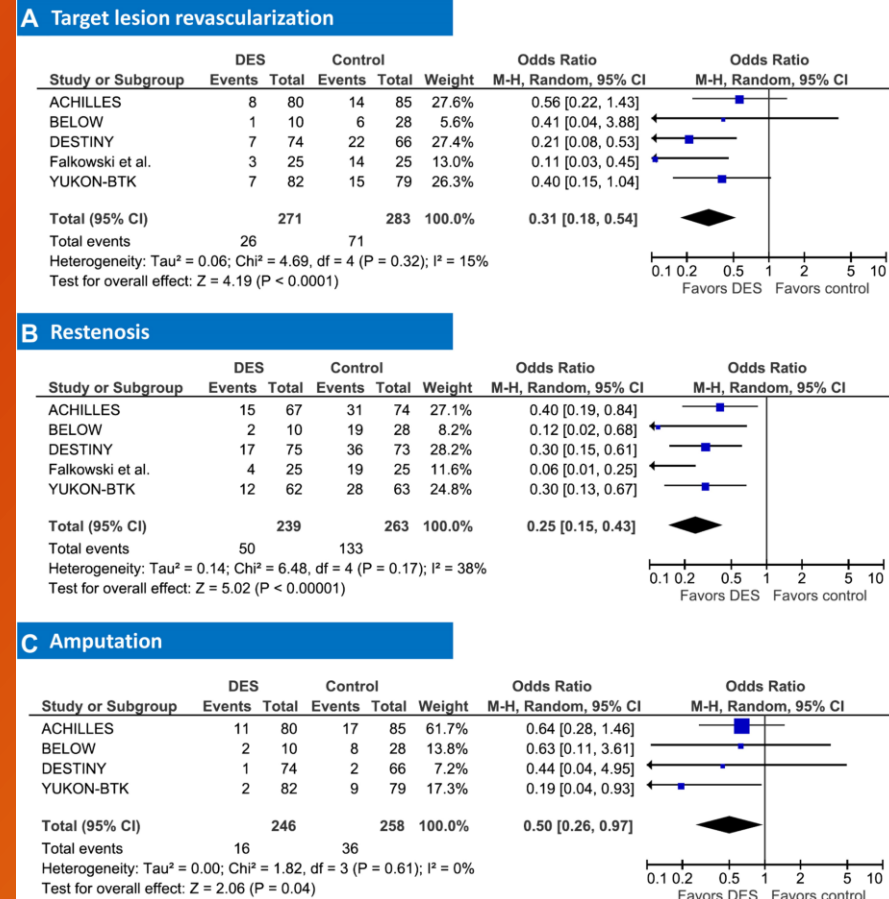 A Target lesion revascularization
DES Control Odds Ratio Odds Ratio
Study or Subgroup Events Total Events Total Weight M-H, Random, 95% CI M-H, Random, 95% CI
ACHILLES 8 80 14 85 27.6% 0.56 [0.22, 1.43]
BELOW 1 10 6 28 5.6% 0.41 [0.04, 3.88]
DESTINY 7 74 22 66 27.4% 0.21 [0.08, 0.53]
Falkowski et al. 3 25 14 25 13.0% 0.11 [0.03, 0.45]
YUKON-BTK 7 82 15 79 26.3% 0.40 [0.15, 1.04]
Total (95% CI) 271 283 100.0% 0.31 [0.18, 0.54]
Total events 26 71
Heterogeneity: Tau² = 0.06; Chi² = 4.69, df = 4 (P = 0.32); I² = 15%
Test for overall effect: Z = 4.19 (P < 0.0001)
0.1 0.2 0.5 1 2 5 10
Favors DES Favors control
B Restenosis
DES Control Odds Ratio Odds Ratio
Study or Subgroup Events Total Events Total Weight M-H, Random, 95% CI M-H, Random, 95% CI
ACHILLES 15 67 31 74 27.1% 0.40 [0.19, 0.84]
BELOW 2 10 19 28 8.2% 0.12 [0.02, 0.68]
DESTINY 17 75 36 73 28.2% 0.30 [0.15, 0.61]
Falkowski et al. 4 25 19 25 11.6% 0.06 [0.01, 0.25]
YUKON-BTK 12 62 28 63 24.8% 0.30 [0.13, 0.67]
Total (95% CI) 239 263 100.0% 0.25 [0.15, 0.43]
Total events 50 133
Heterogeneity: Tau² = 0.14; Chi² = 6.48, df = 4 (P = 0.17); I² = 38%
Test for overall effect: Z = 5.02 (P < 0.00001)
0.1 0.2 0.5 1 2 5 10
Favors DES Favors control
C Amputation
DES Control Odds Ratio Odds Ratio
Study or Subgroup Events Total Events Total Weight M-H, Random, 95% CI M-H, Random, 95% CI
ACHILLES 11 80 17 85 61.7% 0.64 [0.28, 1.46]
BELOW 2 10 8 28 13.8% 0.63 [0.11, 3.61]
DESTINY 1 74 2 66 7.2% 0.44 [0.04, 4.95]
YUKON-BTK 2 82 9 79 17.3% 0.19 [0.04, 0.93]
Total (95% CI) 246 258 100.0% 0.50 [0.26, 0.97]
Total events 16 36
Heterogeneity: Tau² = 0.00; Chi² = 1.82, df = 3 (P = 0.61); I² = 0%
Test for overall effect: Z = 2.06 (P = 0.04)
0.1 0.2 0.5 1 2 5 10
Favors DES Favors control